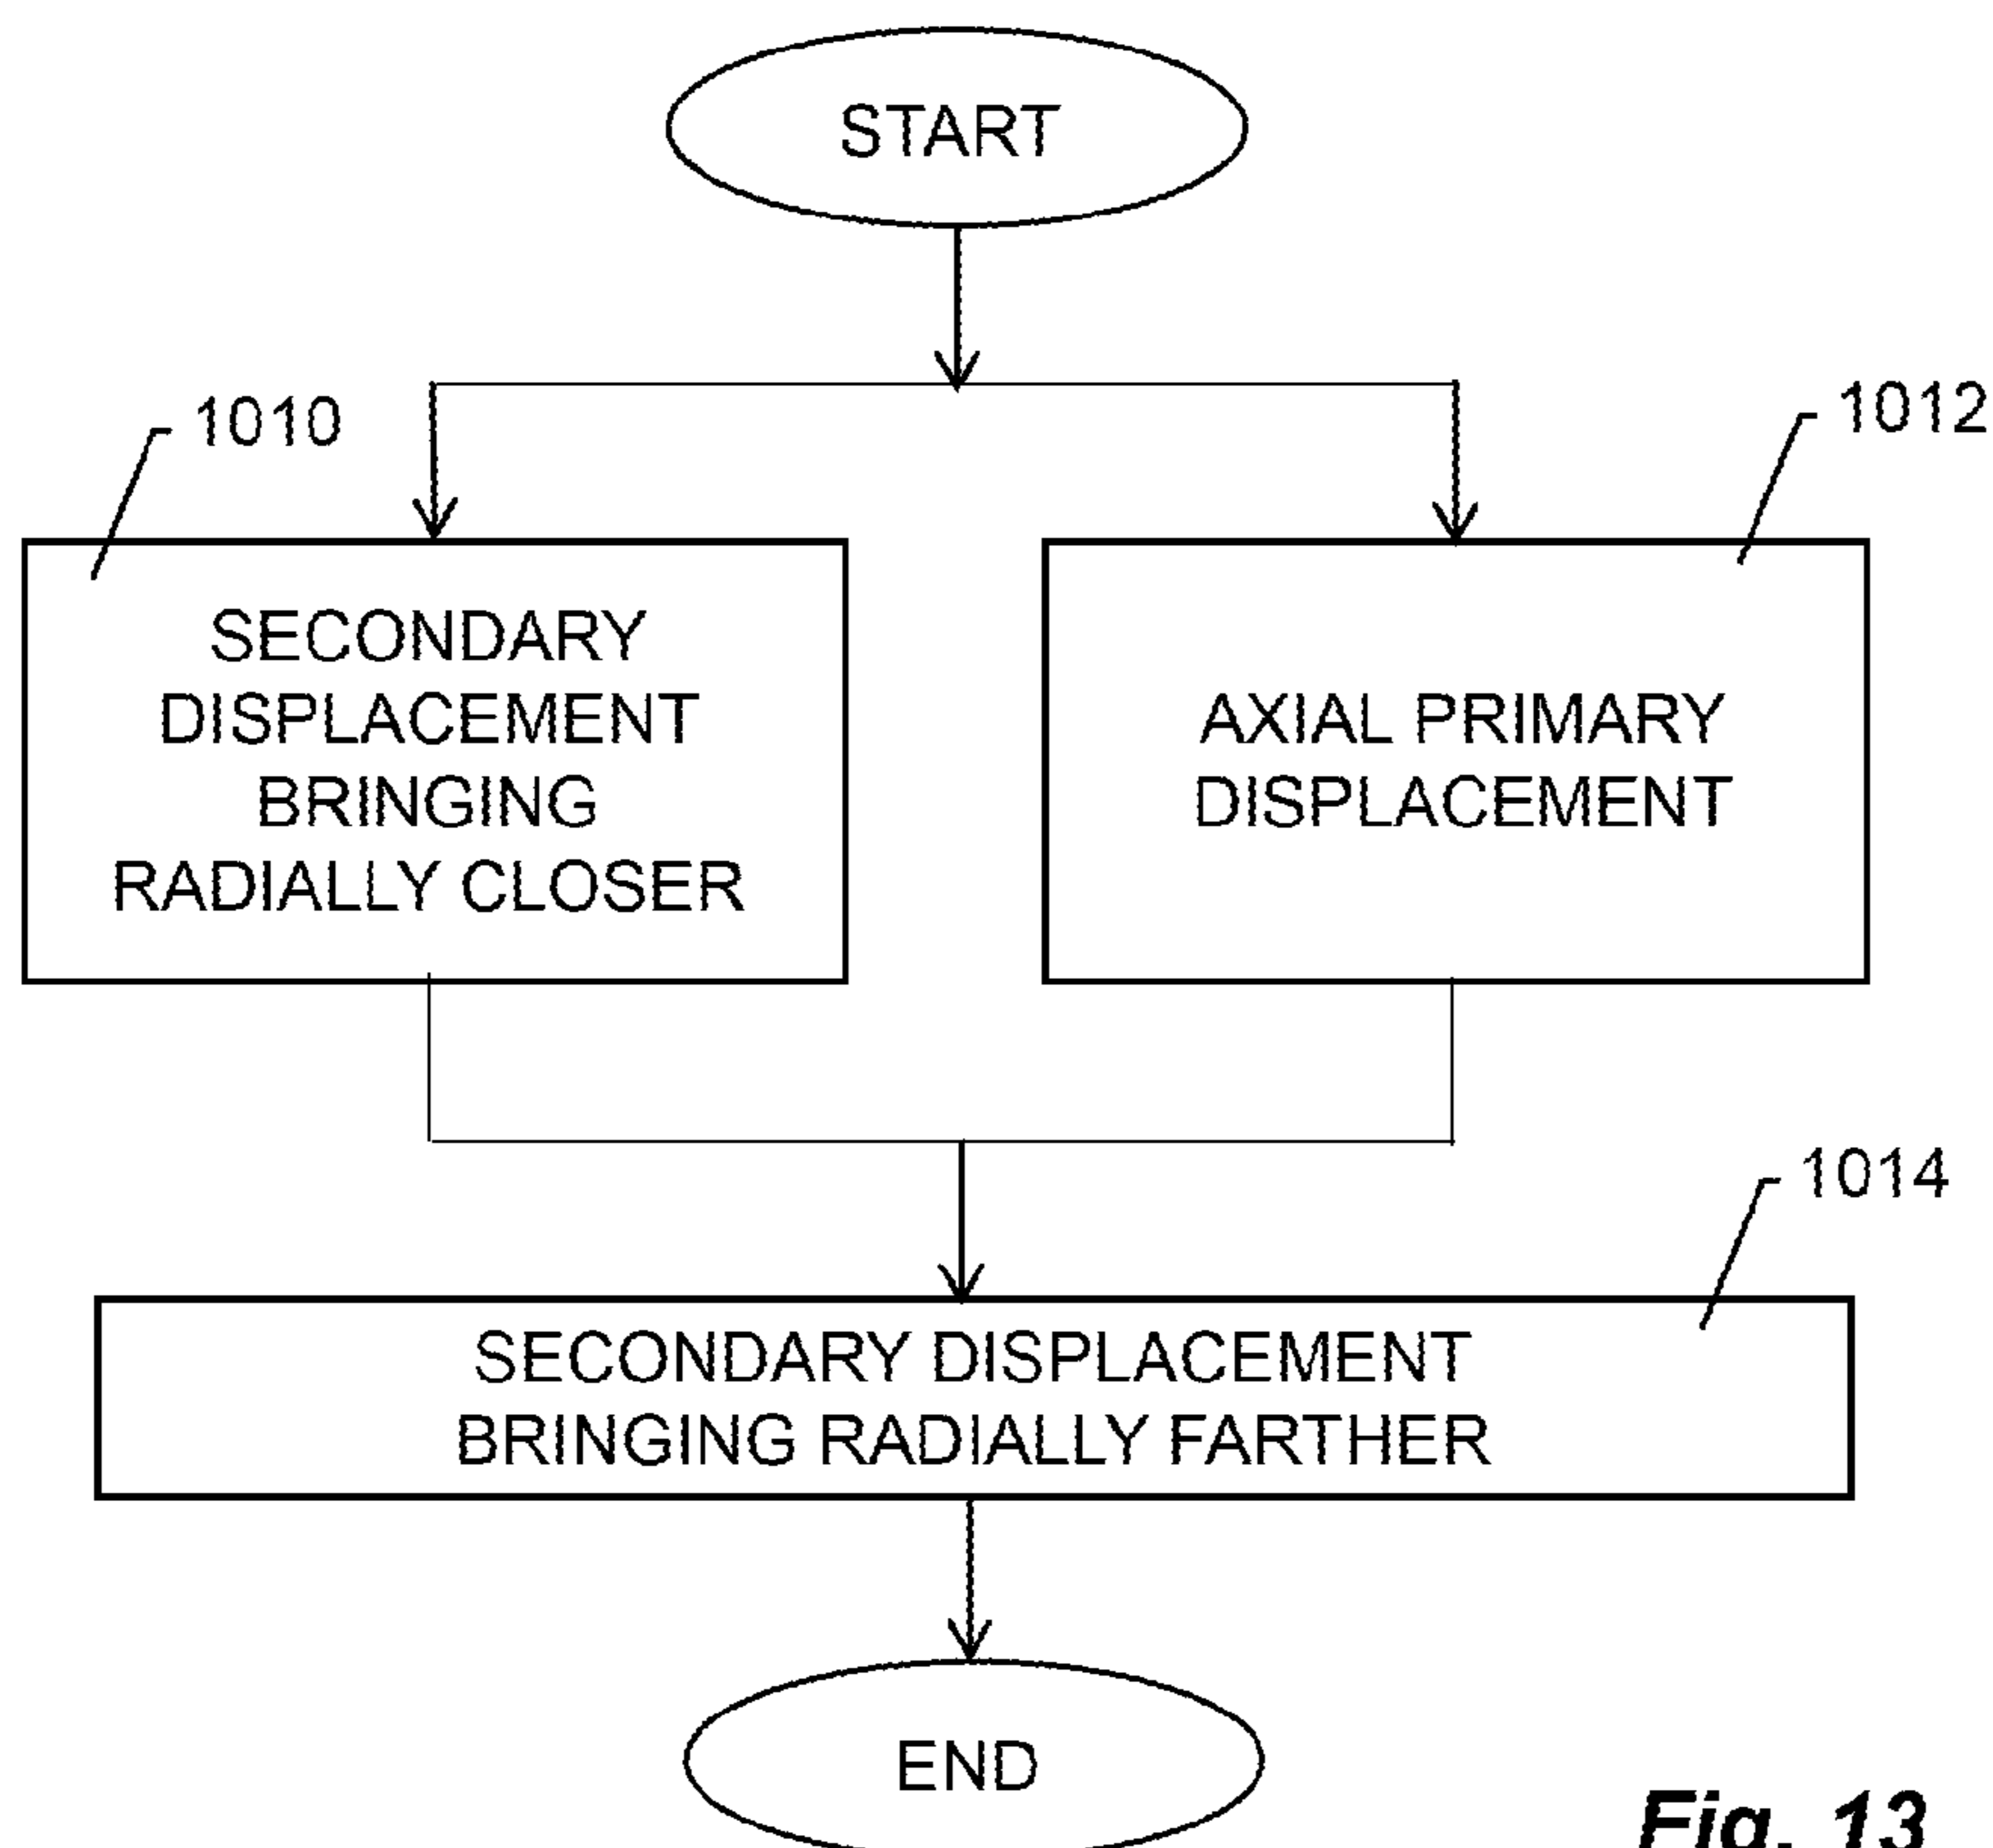 START
1010
1012
SECONDARY
DISPLACEMENT
BRINGING
RADIALLY CLOSER
AXIAL PRIMARY
DISPLACEMENT
1014
SECONDARY DISPLACEMENT
BRINGING RADIALLY FARTHER
END
Fig. 13